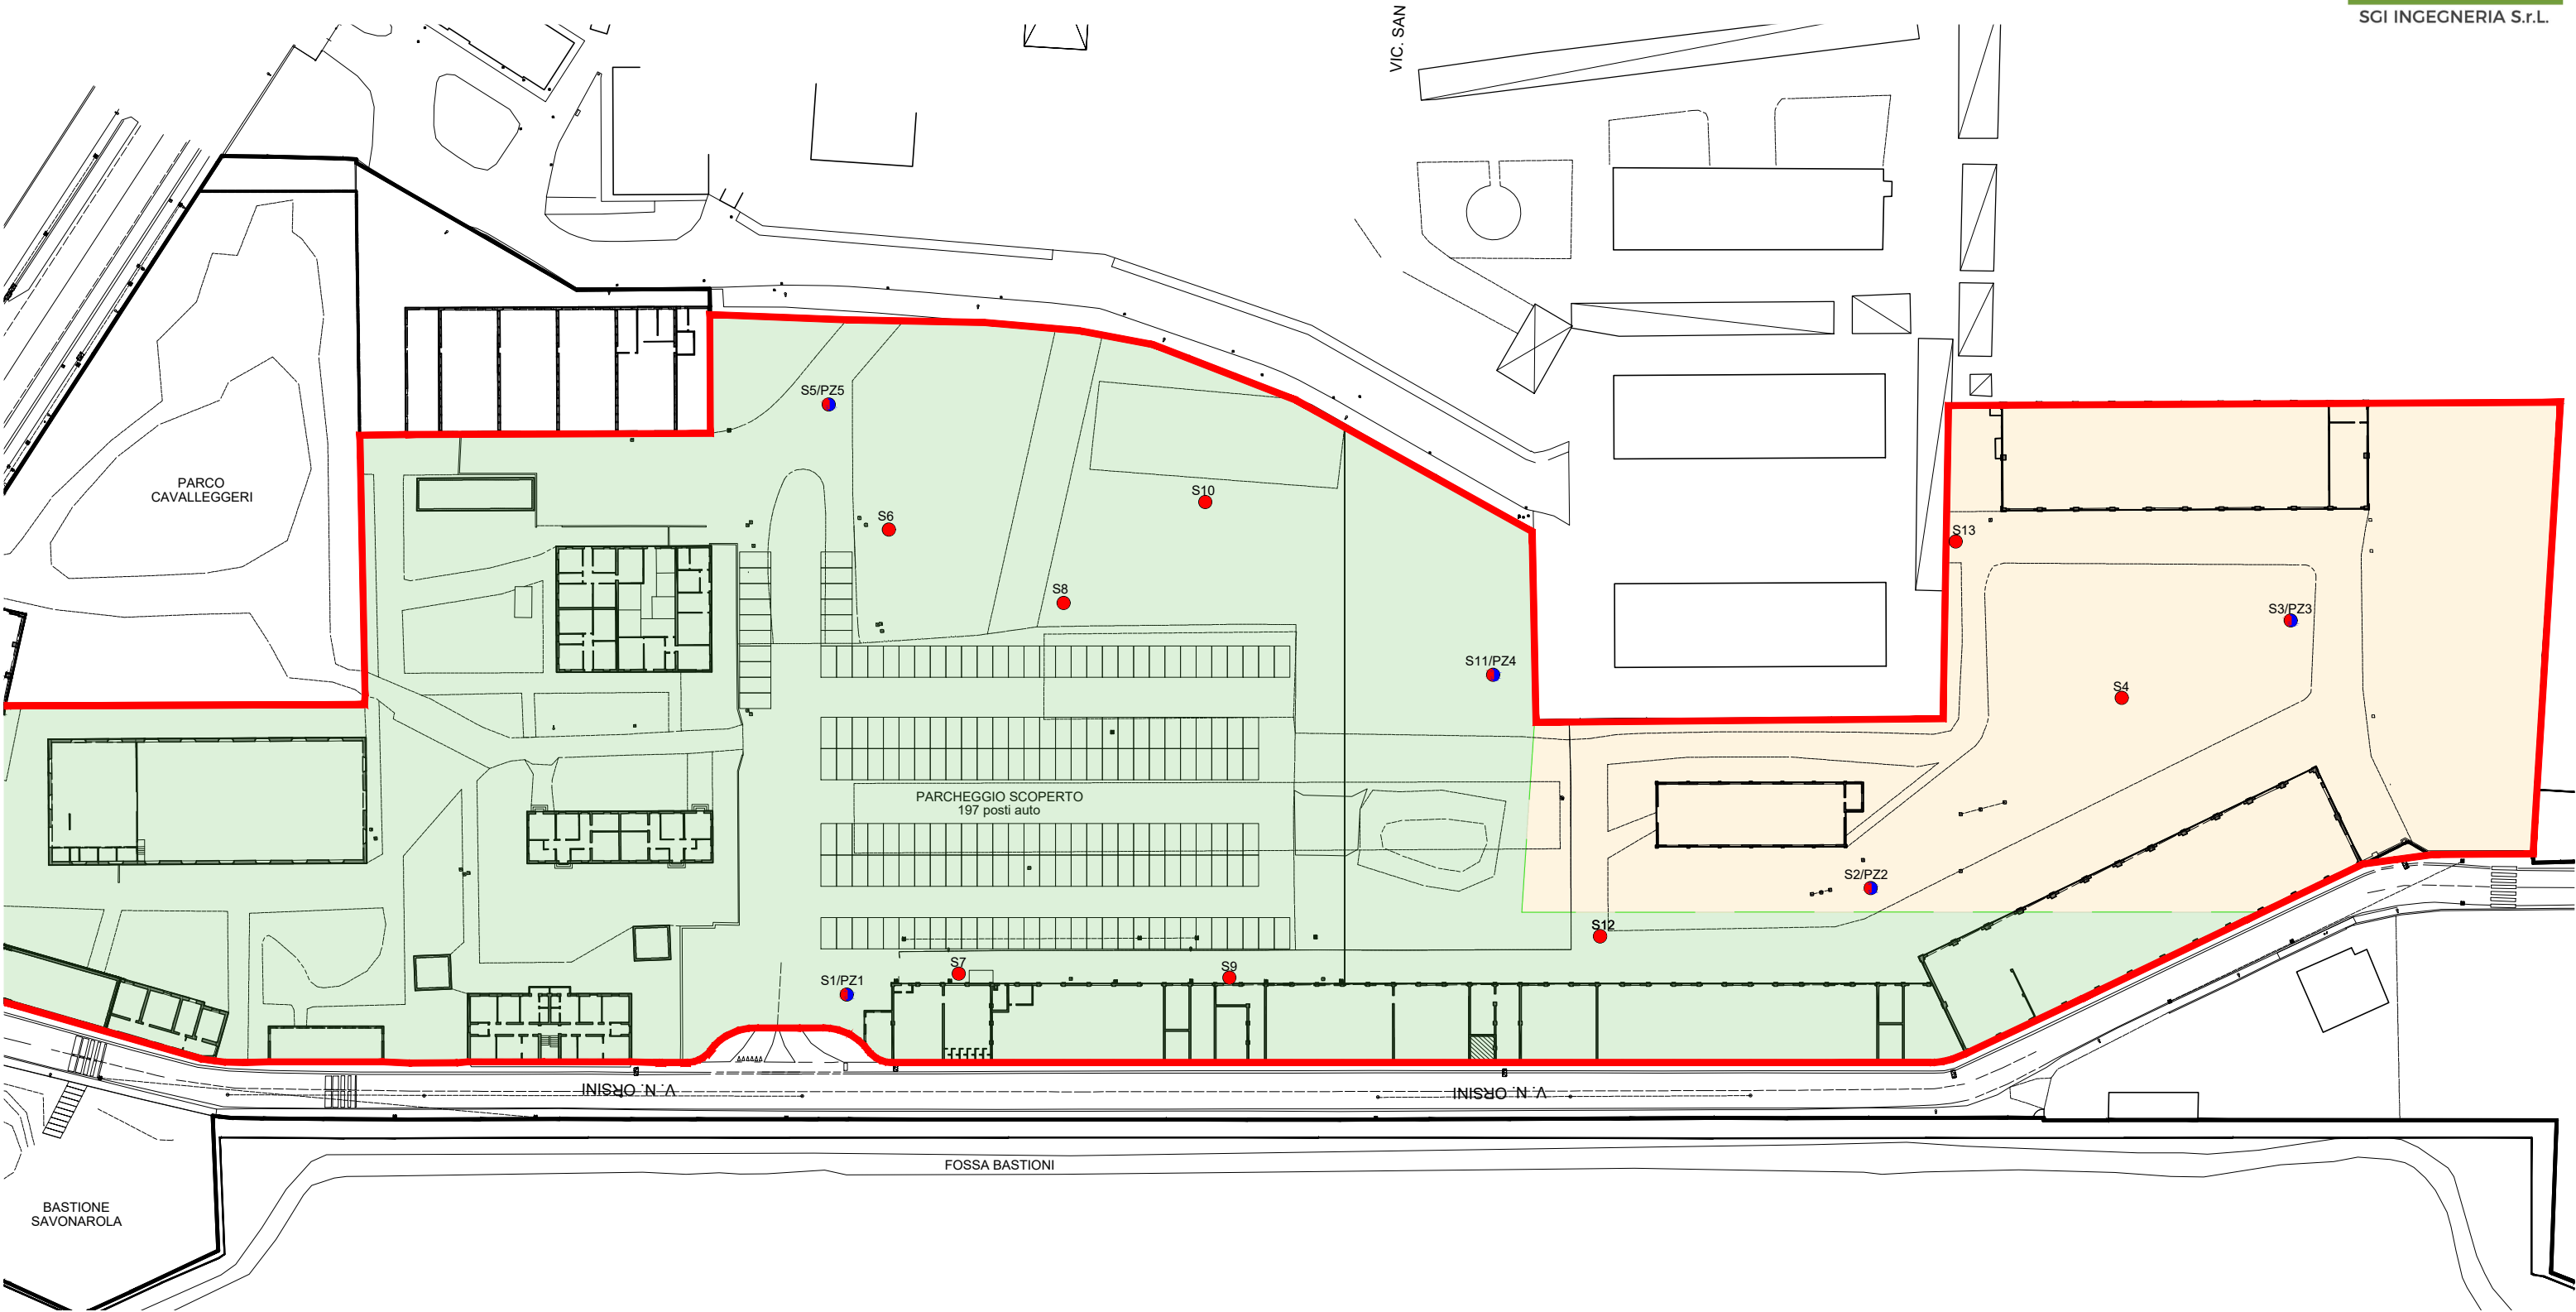 SGI INGEGNERIA S.r.L.
VIC. SAN
S5/PZ5
PARCO
CAVALLEGGERI
S10
S6
S13
S8
S3/PZ3
S11/PZ4
S4
PARCHEGGIO SCOPERTO
197 posti auto
S2/PZ2
S12
S7
S9
S1/PZ1
V. N. ORSINI
V. N. ORSINI
FOSSA BASTIONI
BASTIONE
SAVONAROLA